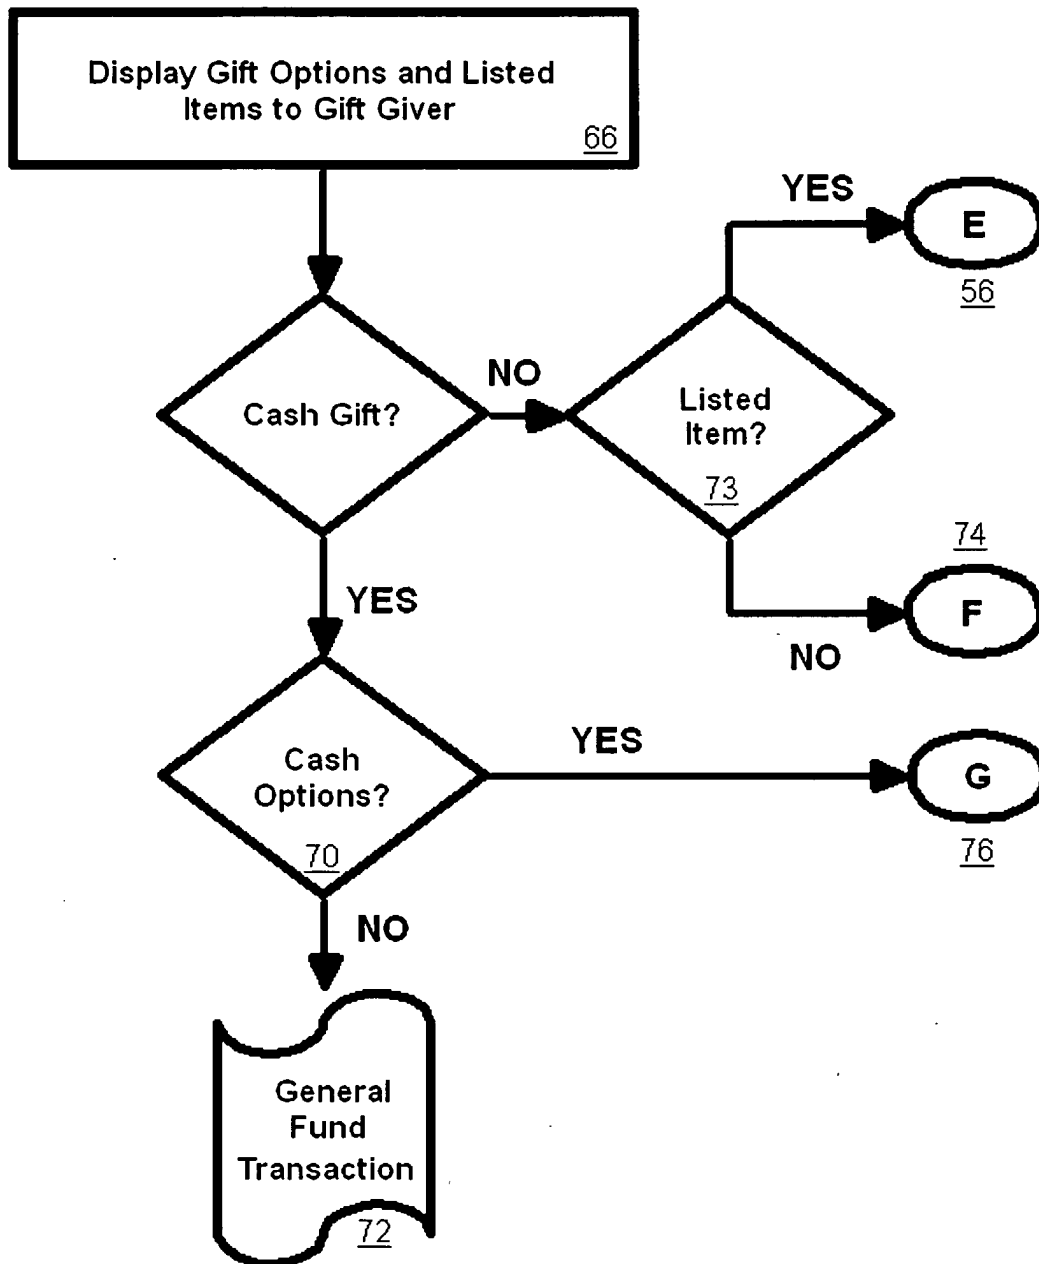 Display Gift Options and Listed
Items to Gift Giver
66
YES
E
56
Cash Gift?
NO
Listed
Item?
73
74
F
NO
YES
Cash
Options?
70
YES
G
76
NO
General
Fund
Transaction
72